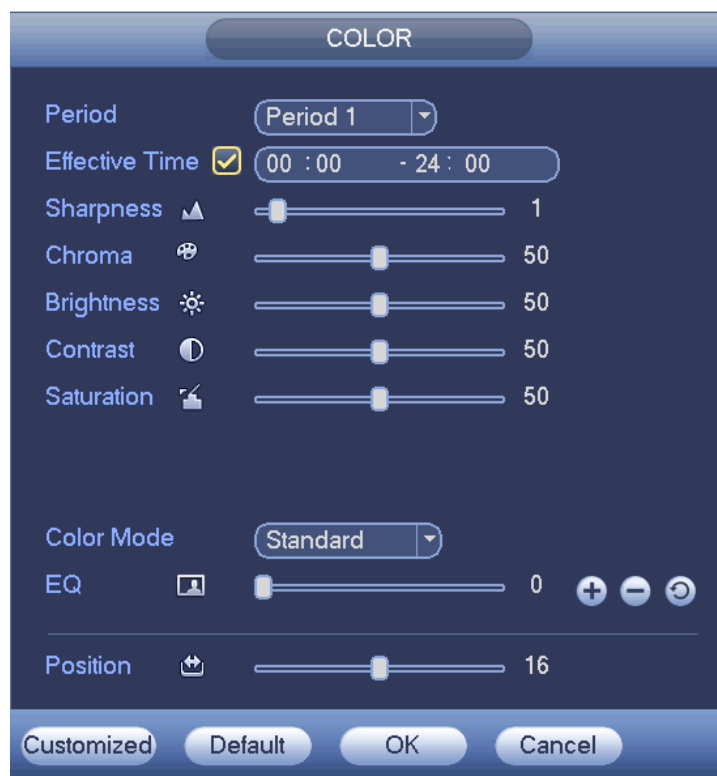 COLOR
Period Period 1
Effective Time 00 : 00 - 24 : 00
Sharpness 1
Chroma 50
Brightness 50
Contrast 50
Saturation 50
Color Mode Standard
EQ 0
Position 16
Customized Default OK Cancel